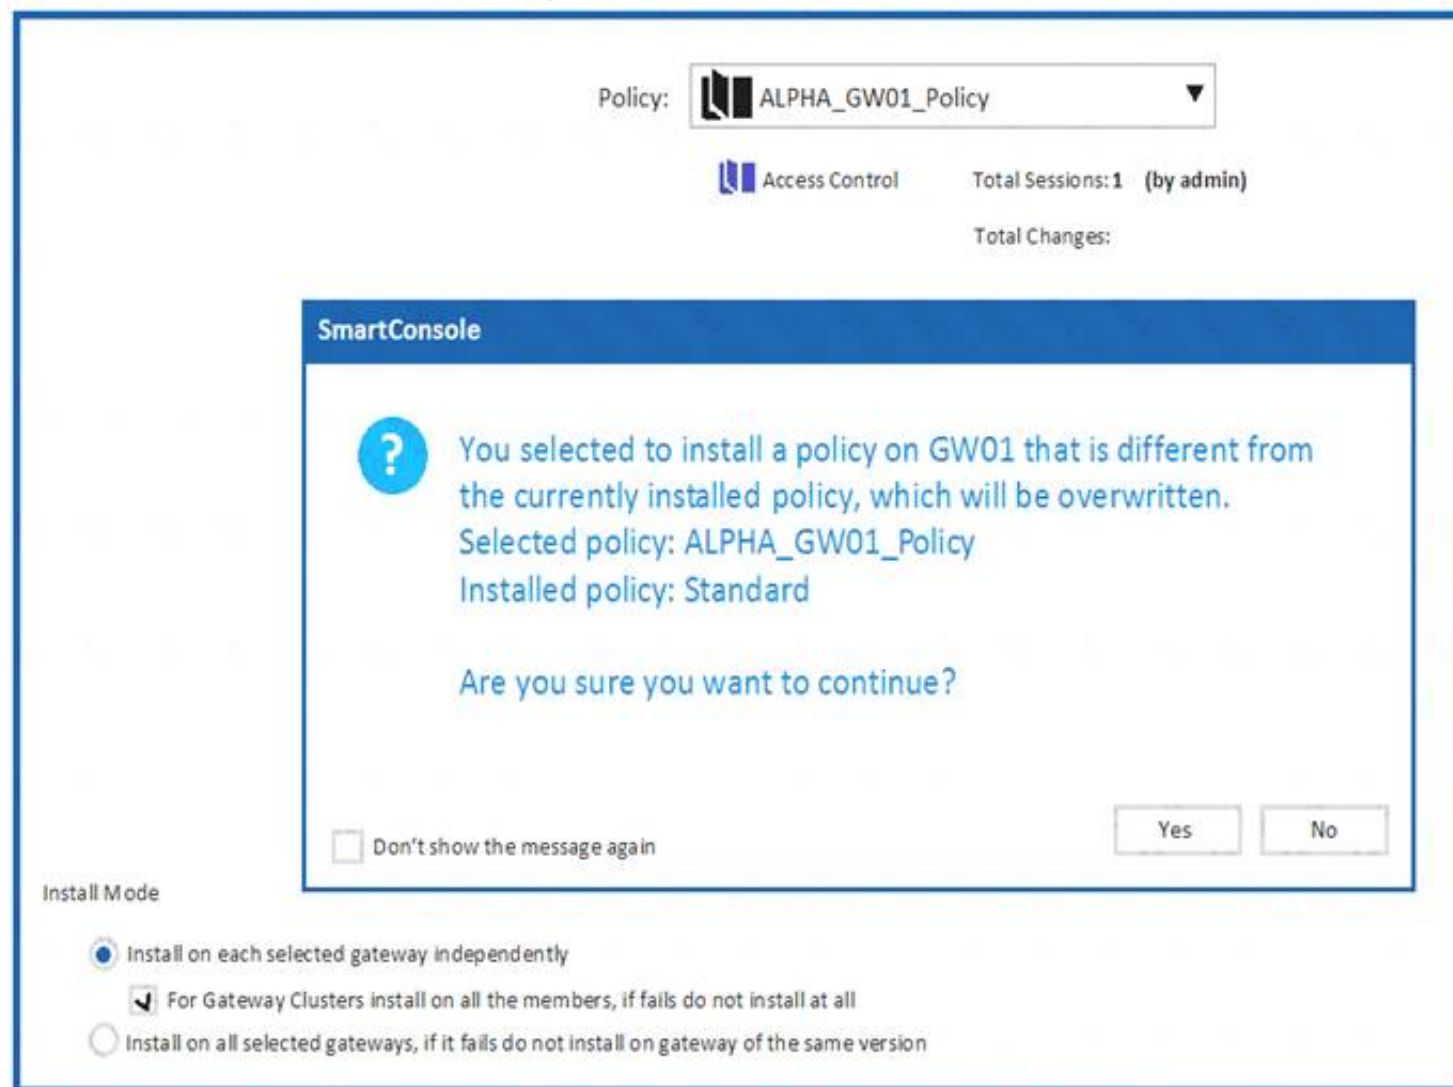 Policy: ALPHA_GW01_Policy
Access Control Total Sessions: 1 (by admin)
Total Changes:
SmartConsole
? You selected to install a policy on GW01 that is different from
the currently installed policy, which will be overwritten.
Selected policy: ALPHA_GW01_Policy
Installed policy: Standard
Are you sure you want to continue?
Yes No
Don't show the message again
Install Mode
Install on each selected gateway independently
For Gateway Clusters install on all the members, if fails do not install at all
Install on all selected gateways, if it fails do not install on gateway of the same version